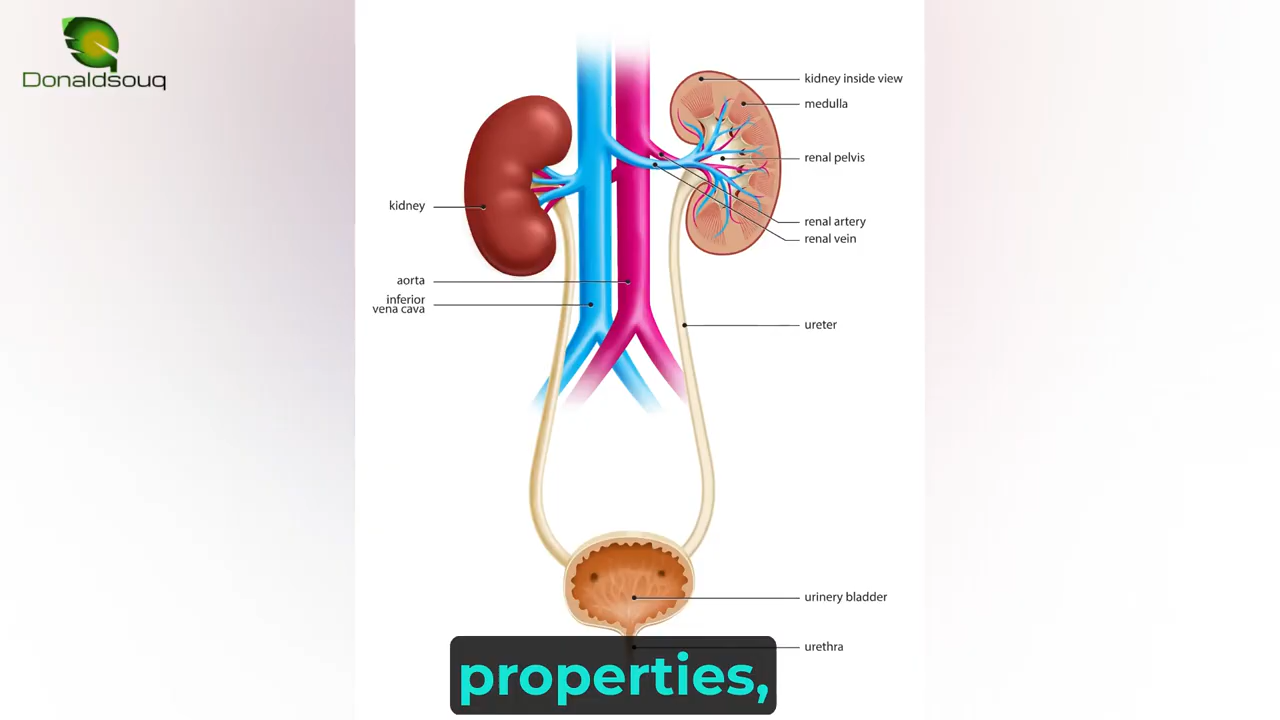 Donaldsouq
kidney inside view
medulla
renal pelvis
kidney
renal artery
renal vein
aorta
inferior
vena cava
ureter
urinery bladder
urethra
properties,